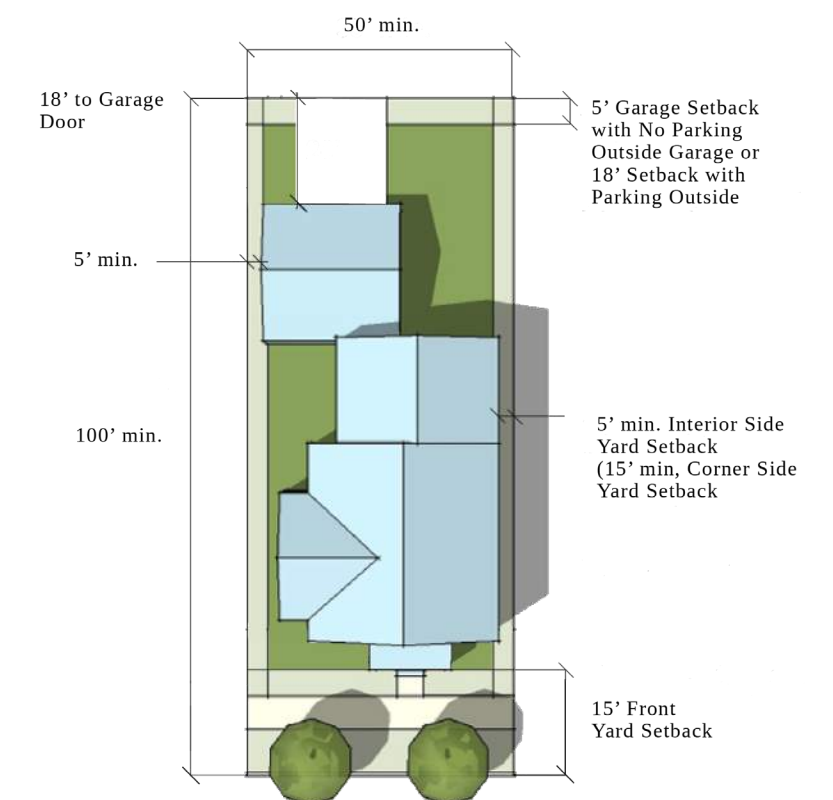 50’ min.
18’ to Garage
Door
5’ Garage Setback
with No Parking
Outside Garage or
18’ Setback with
Parking Outside
5’ min.
100’ min.
5’ min. Interior Side
Yard Setback
(15’ min, Corner Side
Yard Setback
15’ Front
Yard Setback